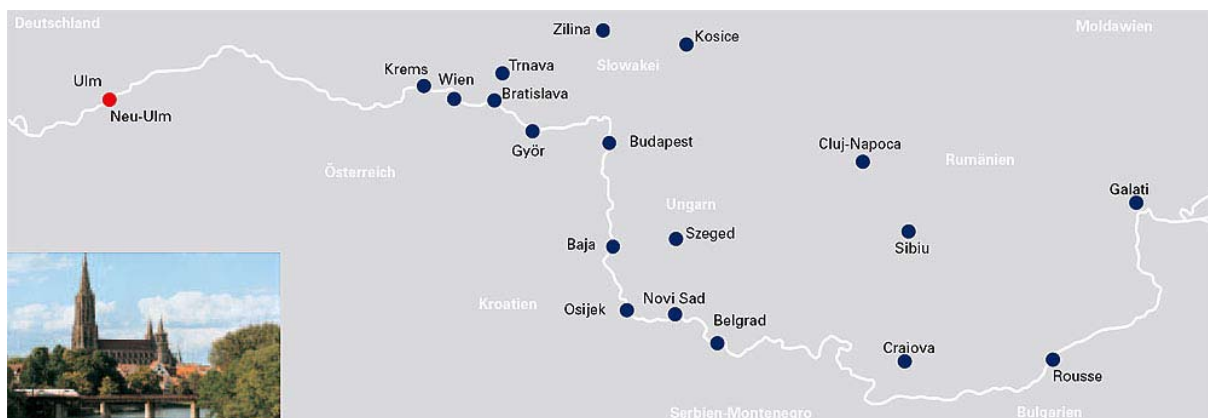 Deutschland
Moldawien
Zilina
Kosice
Slowakei
Trnava
Krems
Wien
Ulm
Bratislava
Neu-Ulm
Györ
Budapest
Cluj-Napoca
Rumänien
Österreich
Galati
Ungarn
Szeged
Baja
Sibiu
Kroatien
Novi Sad
Osijek
Belgrad
Craiova
Rousse
Serbien-Montenegro
Bulgarien